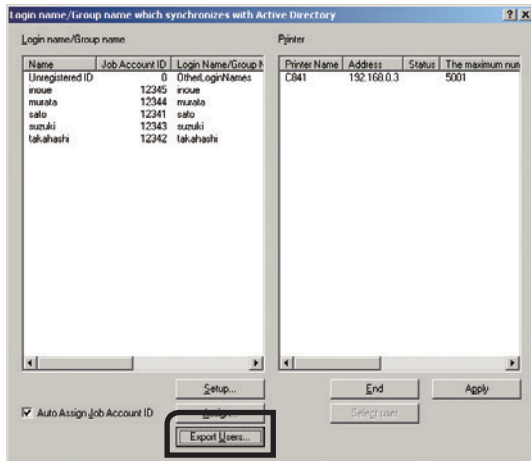 Login name/Group name which synchronizes with Active Directory
Login name/Group name
Name Job Account ID Login Name/Group N
Unregistered ID 0 OtherLoginNames
inoue 12345 inoue
murata 12344 murata
sato 12341 sato
suzuki 12343 suzuki
takahashi 12342 takahashi
Printer
Printer Name Address Status The maximum num
C841 192.168.0.3 5001
Setup...
End
Apply
Auto Assign Job Account ID
Select user
Export Users...